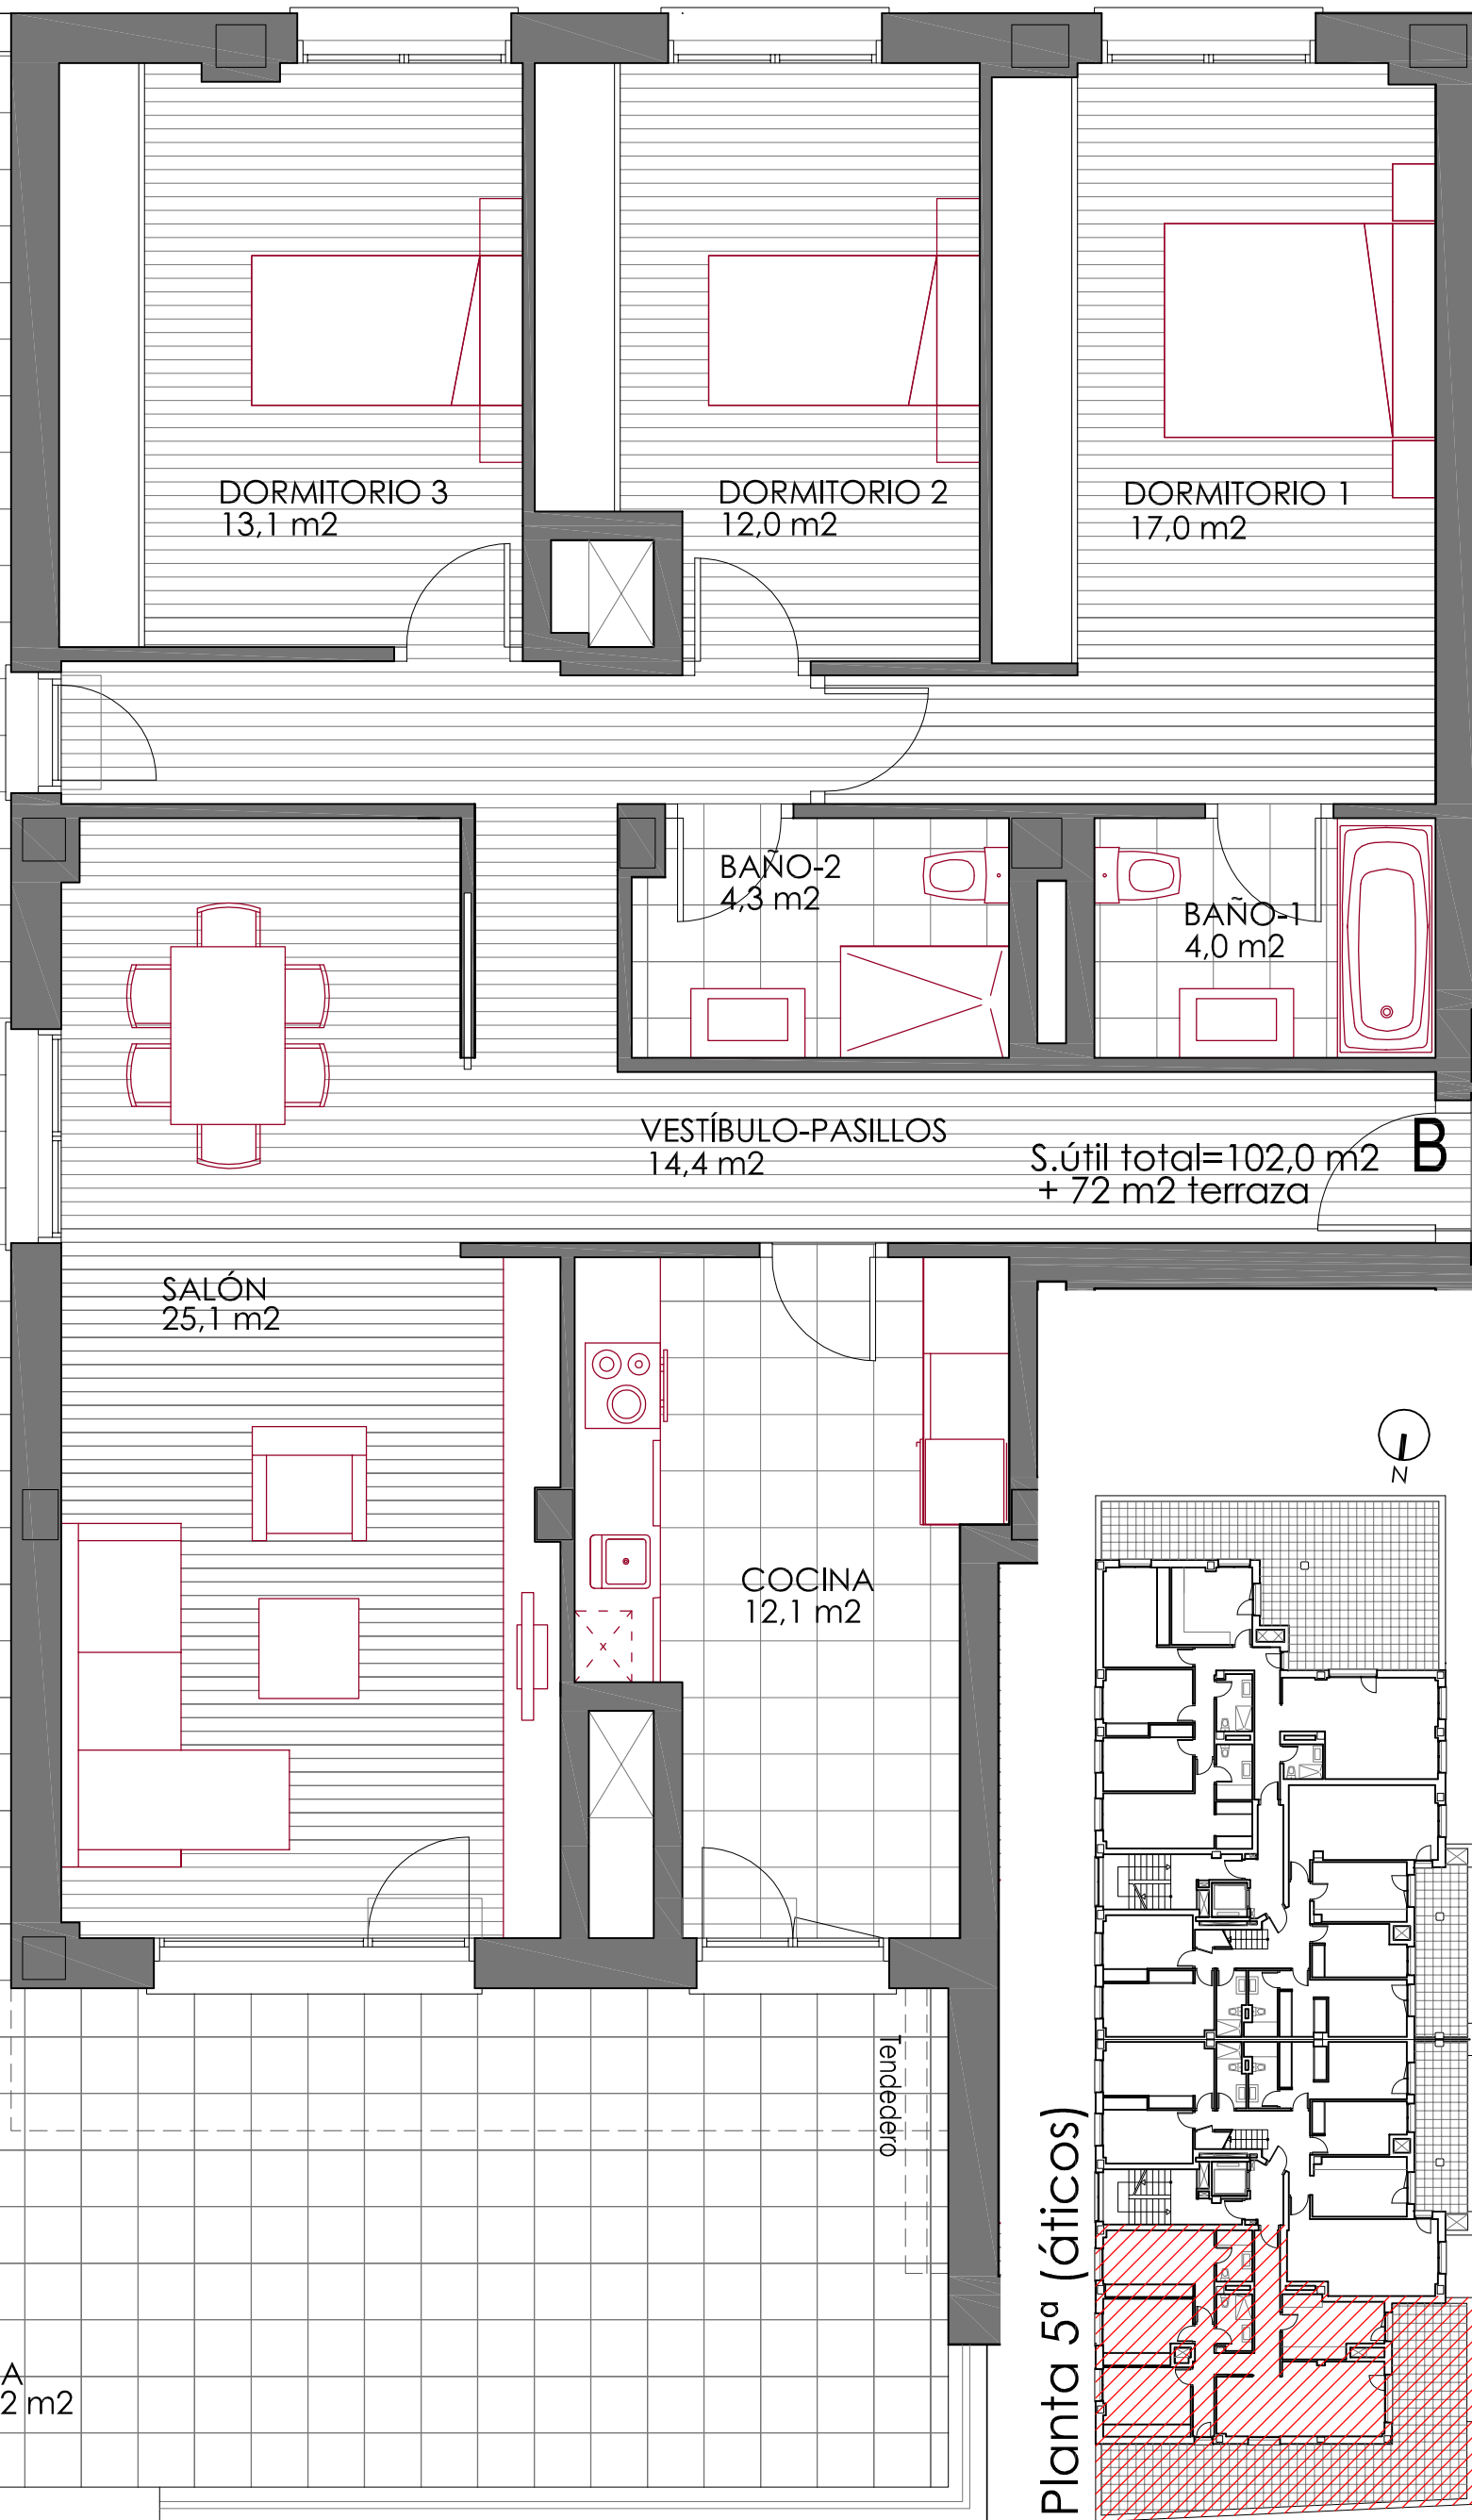 DORMITORIO 3
13,1 m2
DORMITORIO 2
12,0 m2
DORMITORIO 1
17,0 m2
BAÑO-2
4,3 m2
BAÑO-1
4,0 m2
VESTÍBULO-PASILLOS
14,4 m2
S.útil total=102,0 m2
+ 72 m2 terraza
B
SALÓN
25,1 m2
COCINA
12,1 m2
N
Tendedero
Planta 5ª (áticos)
A
2 m2